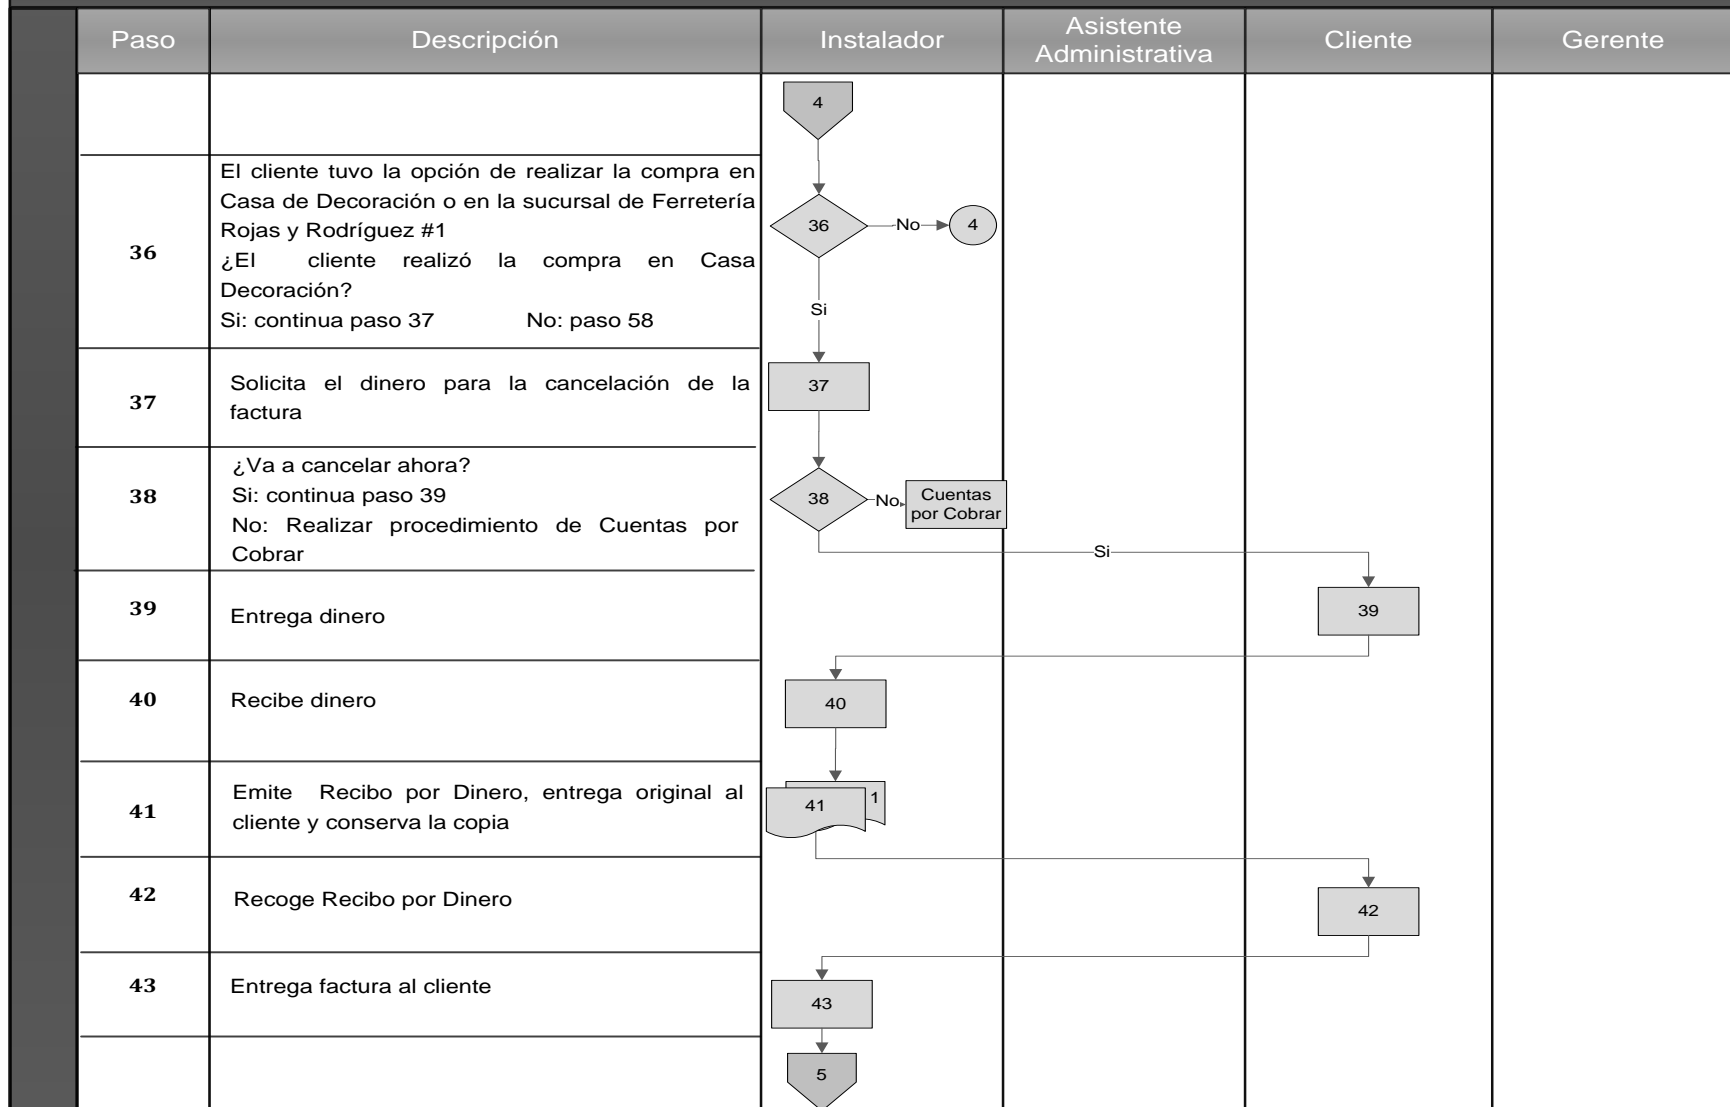 Paso
Descripción
Instalador
Asistente
Administrativa
Cliente
Gerente
4
36
El cliente tuvo la opción de realizar la compra en
Casa de Decoración o en la sucursal de Ferretería
Rojas y Rodríguez #1
¿El cliente realizó la compra en Casa
Decoración?
Si: continua paso 37 No: paso 58
36
No
4
Si
37
Solicita el dinero para la cancelación de la
factura
37
38
¿Va a cancelar ahora?
Si: continua paso 39
No: Realizar procedimiento de Cuentas por
Cobrar
38
No
Cuentas
por Cobrar
Si
39
Entrega dinero
39
40
Recibe dinero
40
41
Emite Recibo por Dinero, entrega original al
cliente y conserva la copia
41
1
42
Recoge Recibo por Dinero
42
43
Entrega factura al cliente
43
5